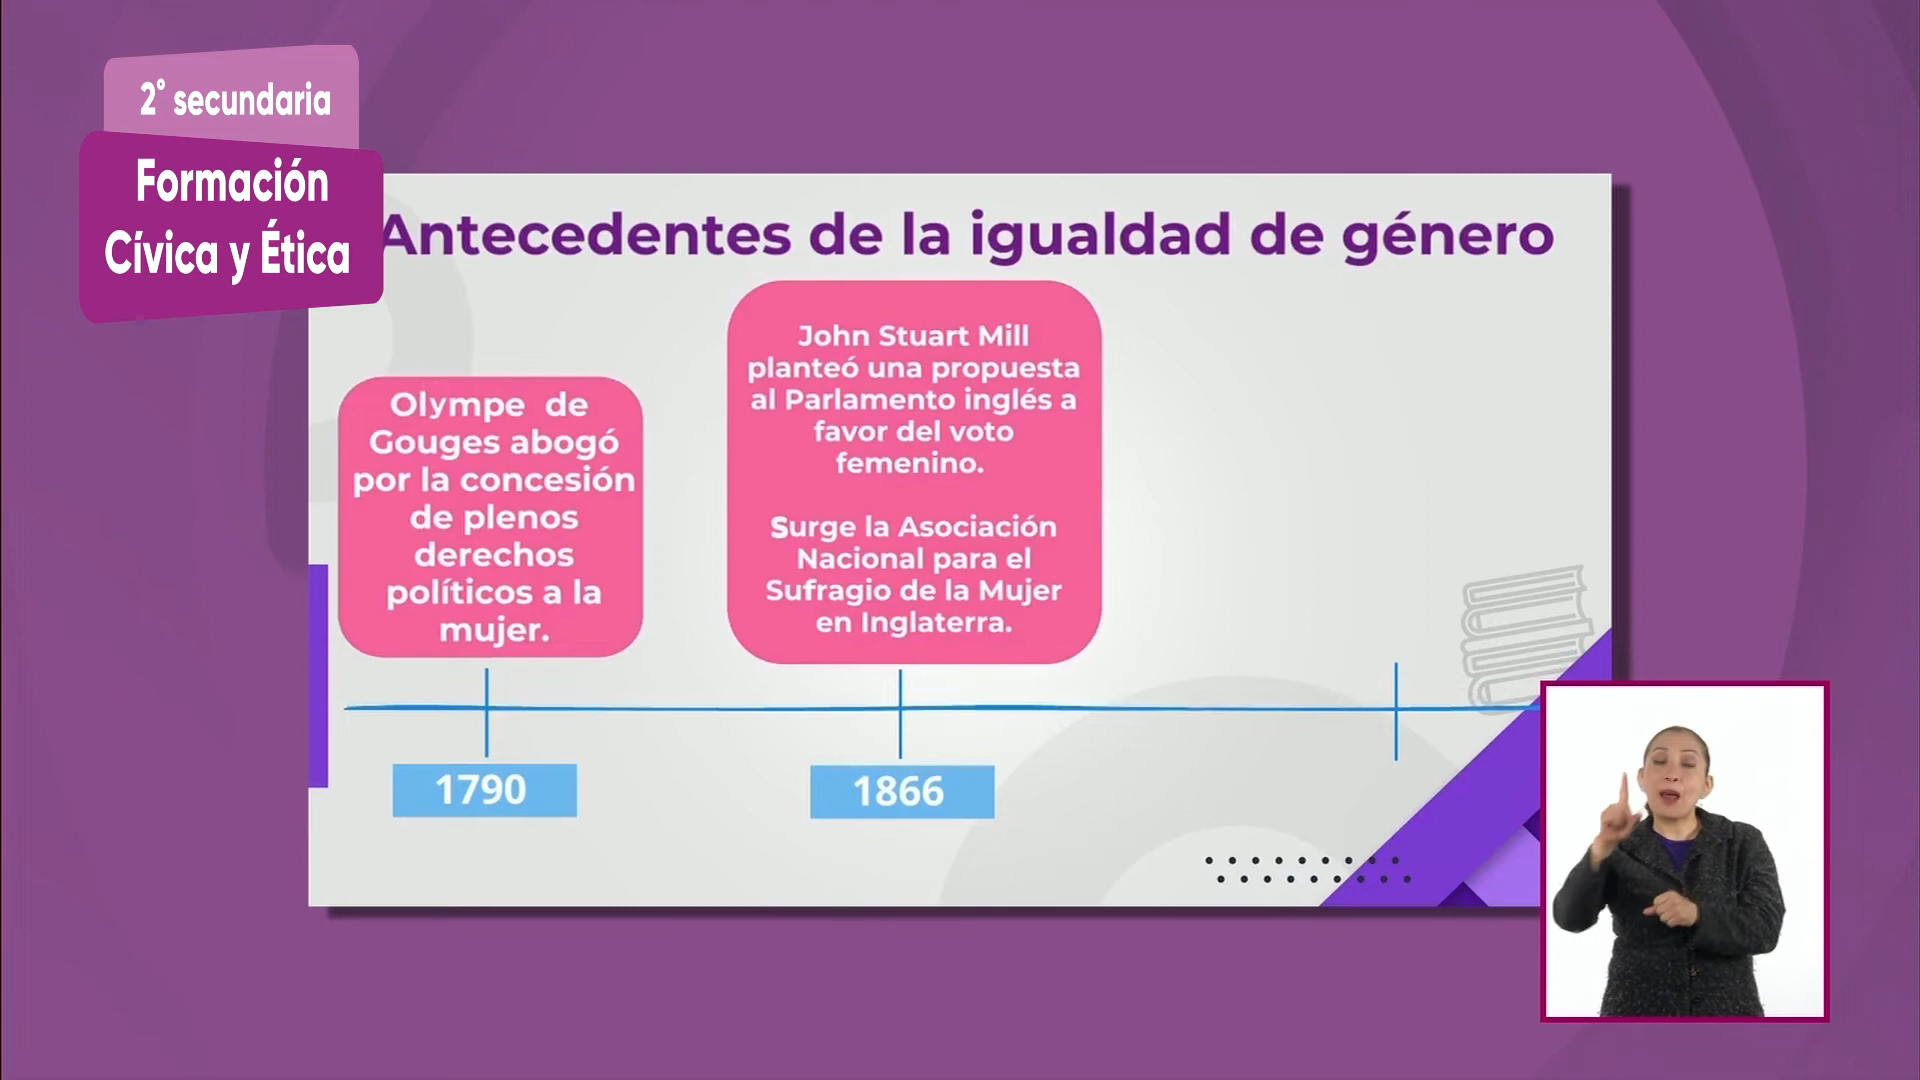 2° secundaria
Formación
Cívica y Ética
Antecedentes de la igualdad de género
Olympe de
Gouges abogó
por la concesión
de plenos
derechos
políticos a la
mujer.
John Stuart Mill
planteó una propuesta
al Parlamento inglés a
favor del voto
femenino.
Surge la Asociación
Nacional para el
Sufragio de la Mujer
en Inglaterra.
1790
1866